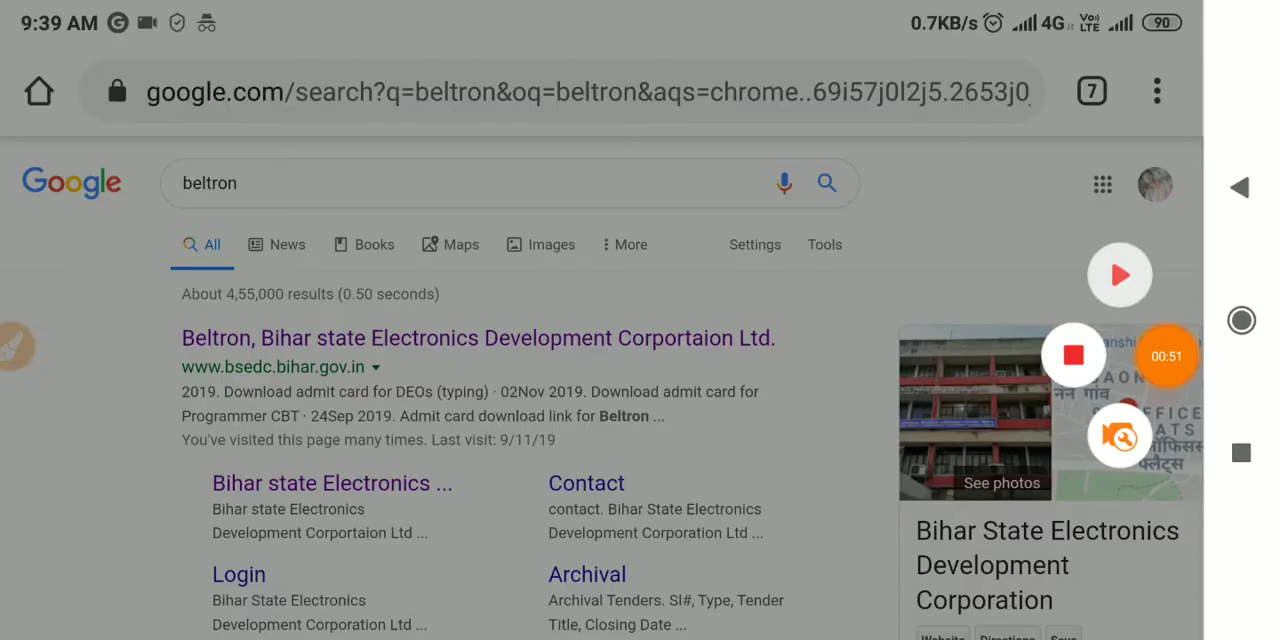 9:39 AM
0.7KB/s 4G Vo) LTE 90
google.com/search?q=beltron&oq=beltron&aqs=chrome..69i57j0l2j5.2653j0
7
Google
beltron
All News Books Maps Images More Settings Tools
About 4,55,000 results (0.50 seconds)
Beltron, Bihar state Electronics Development Corportaion Ltd.
www.bsedc.bihar.gov.in
2019. Download admit card for DEOs (typing) · 02Nov 2019. Download admit card for
Programmer CBT · 24Sep 2019. Admit card download link for Beltron ...
You've visited this page many times. Last visit: 9/11/19
Bihar state Electronics ...
Bihar state Electronics
Development Corportaion Ltd ...
Contact
contact. Bihar State Electronics
Development Corporation Ltd ...
Login
Bihar State Electronics
Development Corporation Ltd ...
Archival
Archival Tenders. Sl#, Type, Tender
Title, Closing Date ...
00:51
See photos
Bihar State Electronics
Development
Corporation
Website Directions Save